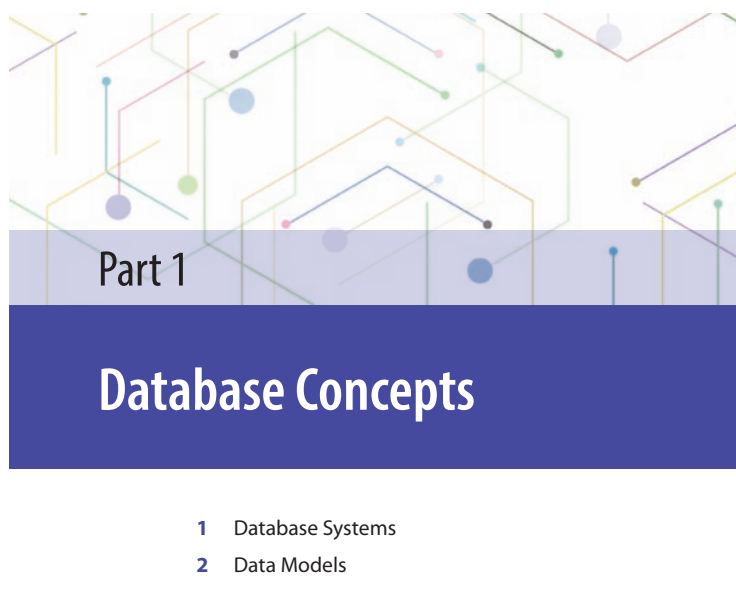 Part 1
Database Concepts
1 Database Systems
2 Data Models